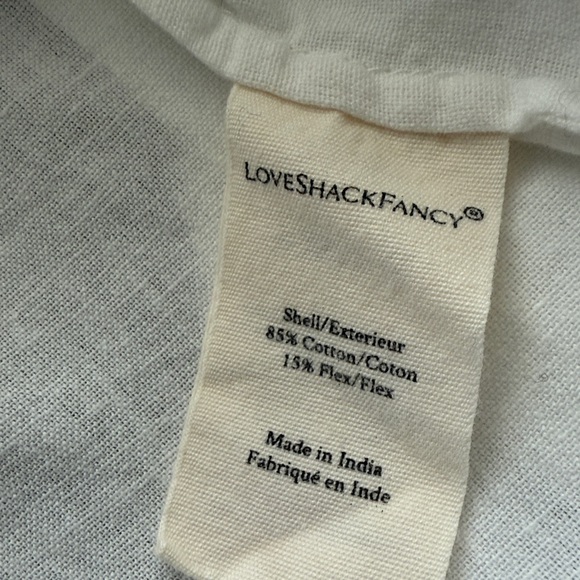 LOVESHACKFANCY®
Shell/Exterieur
85% Cotton/Coton
15% Flex/Flex
Made in India
Fabriqué en Inde